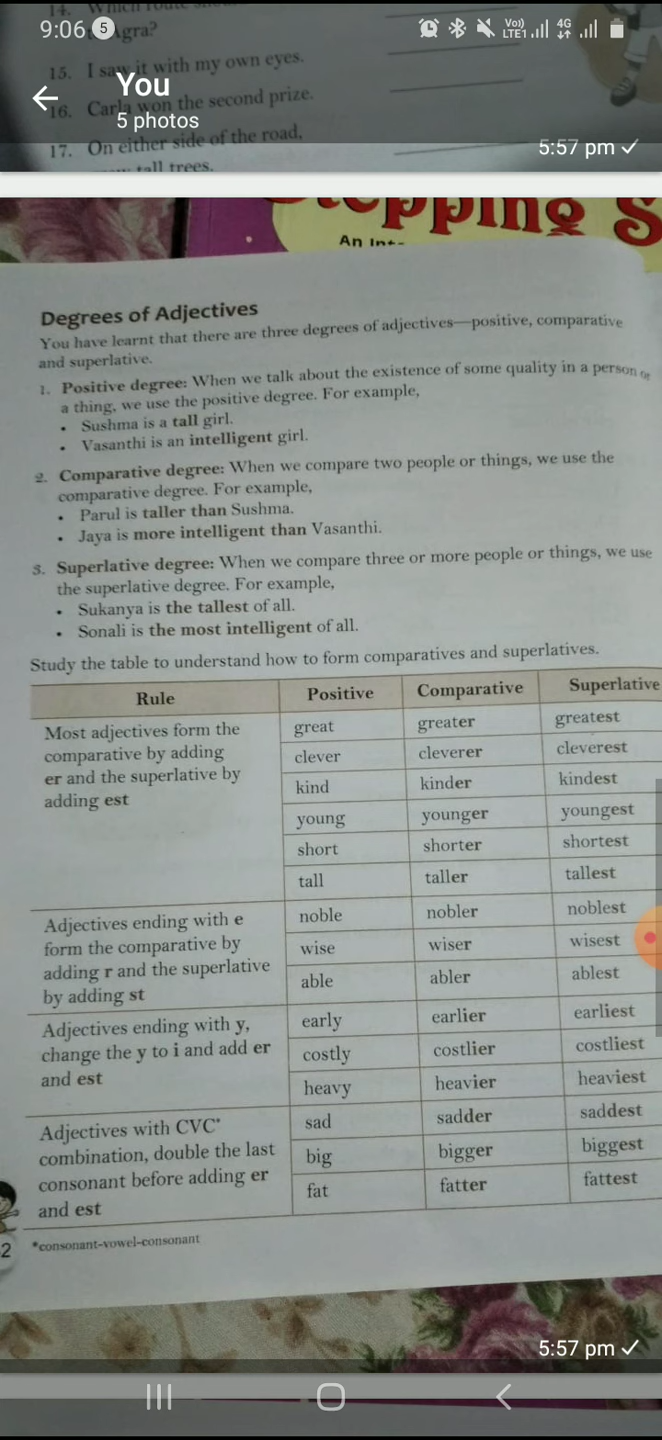 14. Which route
9:06 5
Vo)) LTE1 4G
Agra?
15. I saw it with my own eyes.
You
16. Carla won the second prize.
5 photos
17. On either side of the road,
5:57 pm
tall trees.
An
Degrees of Adjectives
You have learnt that there are three degrees of adjectives—positive, comparative
and superlative.
1. Positive degree: When we talk about the existence of some quality in a person or
a thing, we use the positive degree. For example,
• Sushma is a tall girl.
• Vasanthi is an intelligent girl.
2. Comparative degree: When we compare two people or things, we use the
comparative degree. For example,
• Parul is taller than Sushma.
• Jaya is more intelligent than Vasanthi.
3. Superlative degree: When we compare three or more people or things, we use
the superlative degree. For example,
• Sukanya is the tallest of all.
• Sonali is the most intelligent of all.
Study the table to understand how to form comparatives and superlatives.
Rule Positive Comparative Superlative
Most adjectives form the great greater greatest
comparative by adding clever cleverer cleverest
er and the superlative by kind kinder kindest
adding est
young younger youngest
short shorter shortest
tall taller tallest
Adjectives ending with e noble nobler noblest
form the comparative by wise wiser wisest
adding r and the superlative able abler ablest
by adding st
Adjectives ending with y, early earlier earliest
change the y to i and add er costly costlier costliest
and est heavy heavier heaviest
Adjectives with CVC* sad sadder saddest
combination, double the last big bigger biggest
consonant before adding er fat fatter fattest
and est
2 *consonant-vowel-consonant
5:57 pm